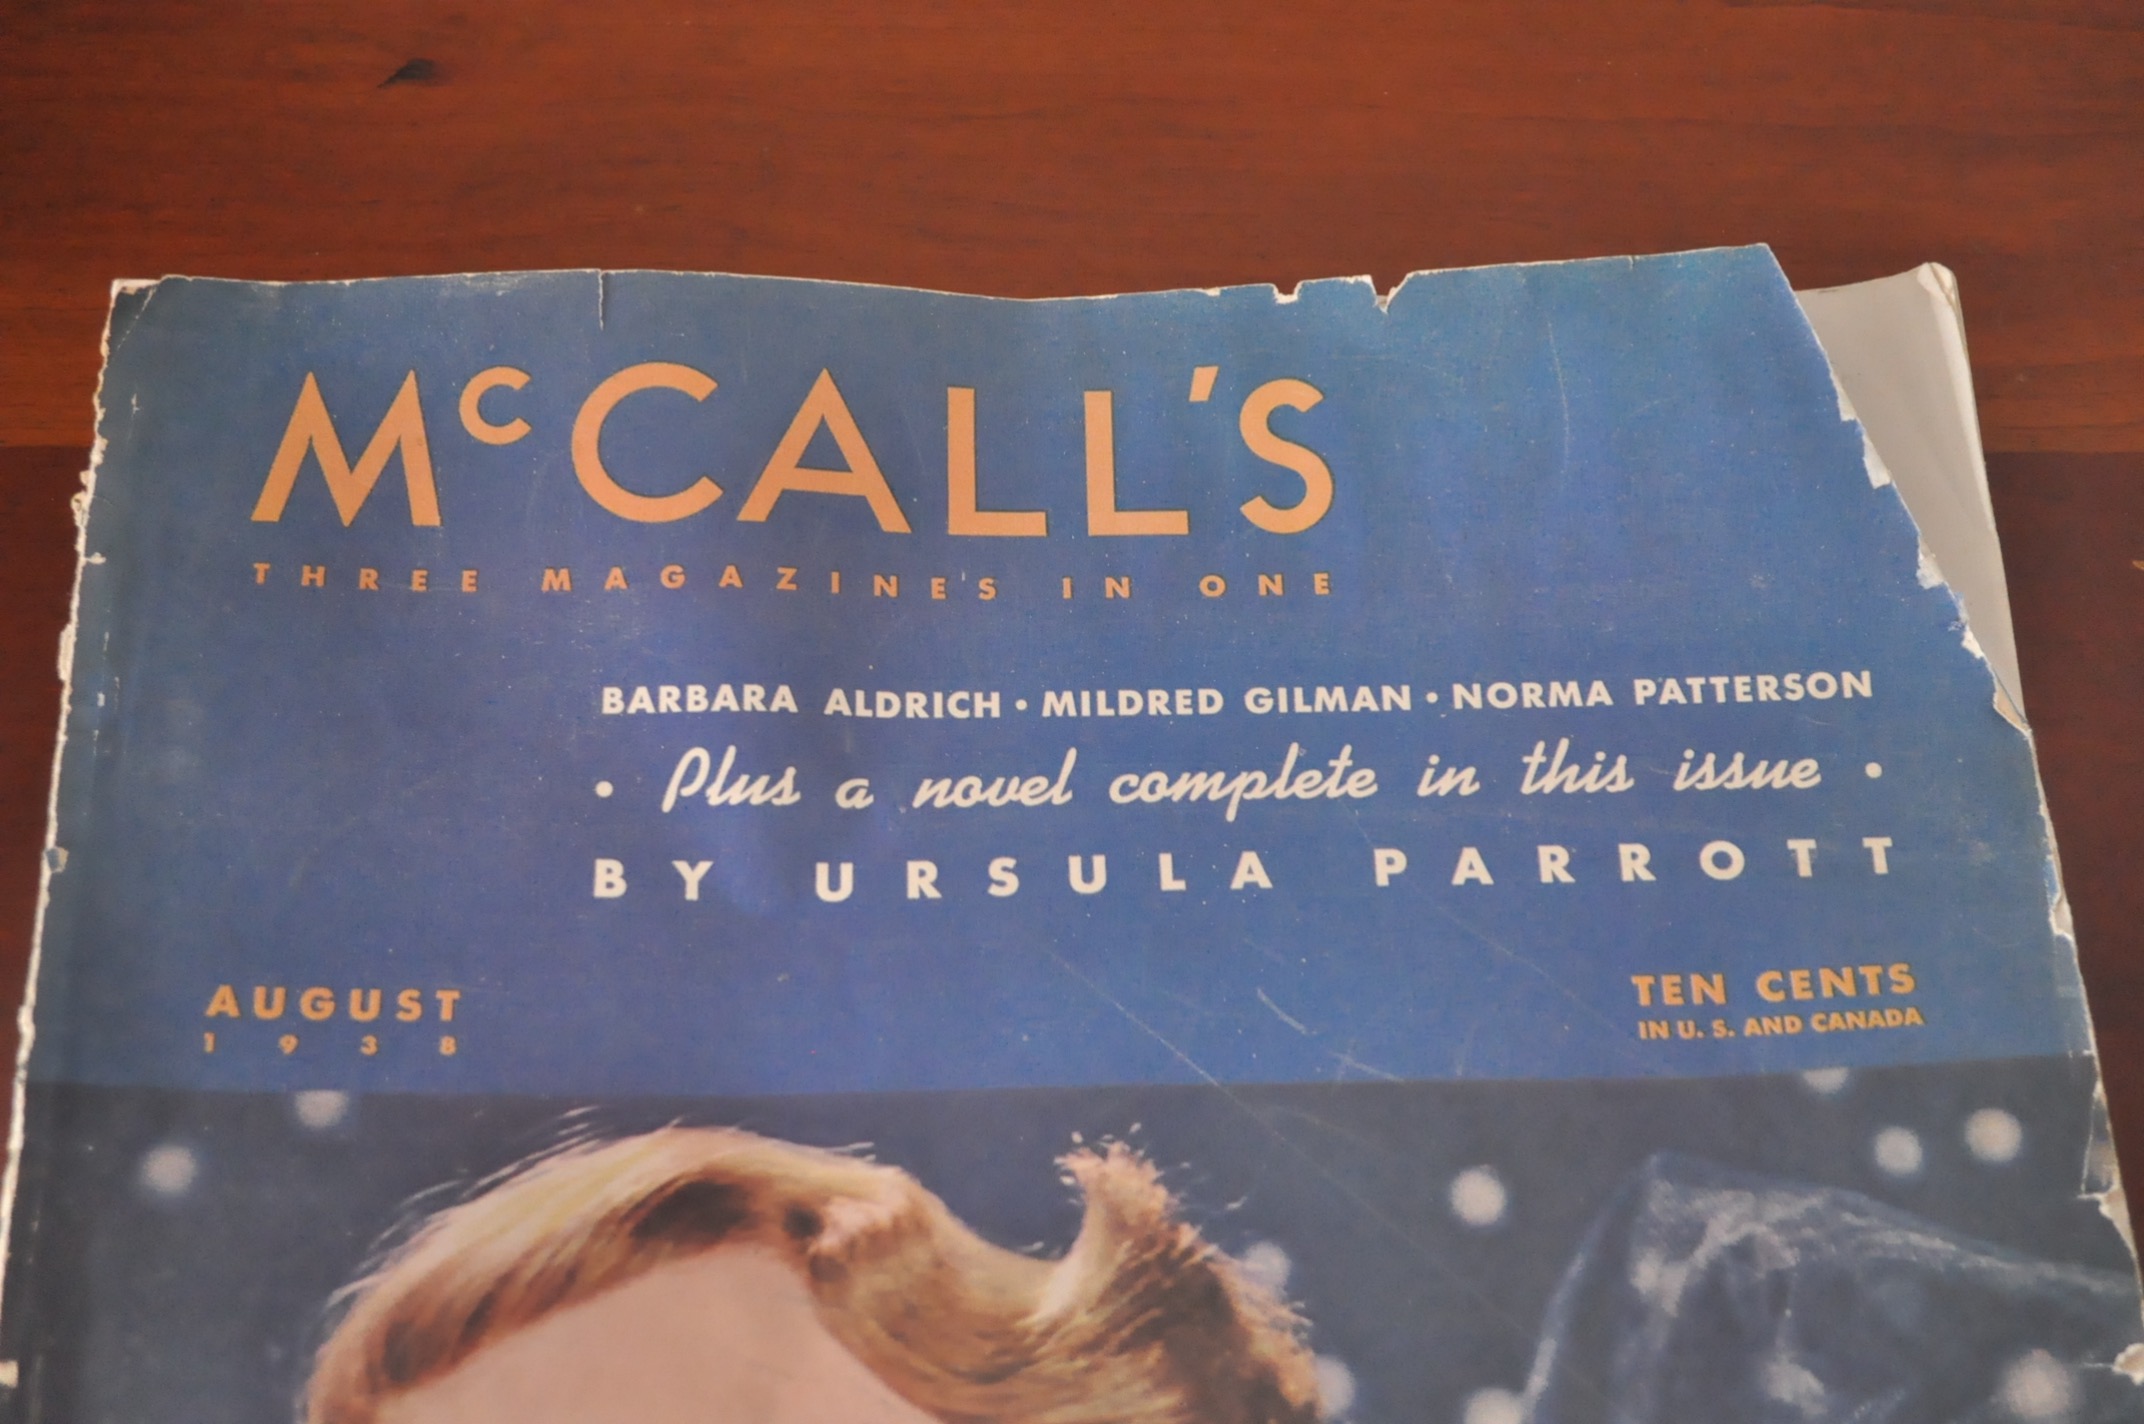 McCALL'S
THREE MAGAZINES IN ONE
BARBARA ALDRICH • MILDRED GILMAN • NORMA PATTERSON
• Plus a novel complete in this issue •
BY URSULA PARROTT
AUGUST
1938
TEN CENTS
IN U. S. AND CANADA